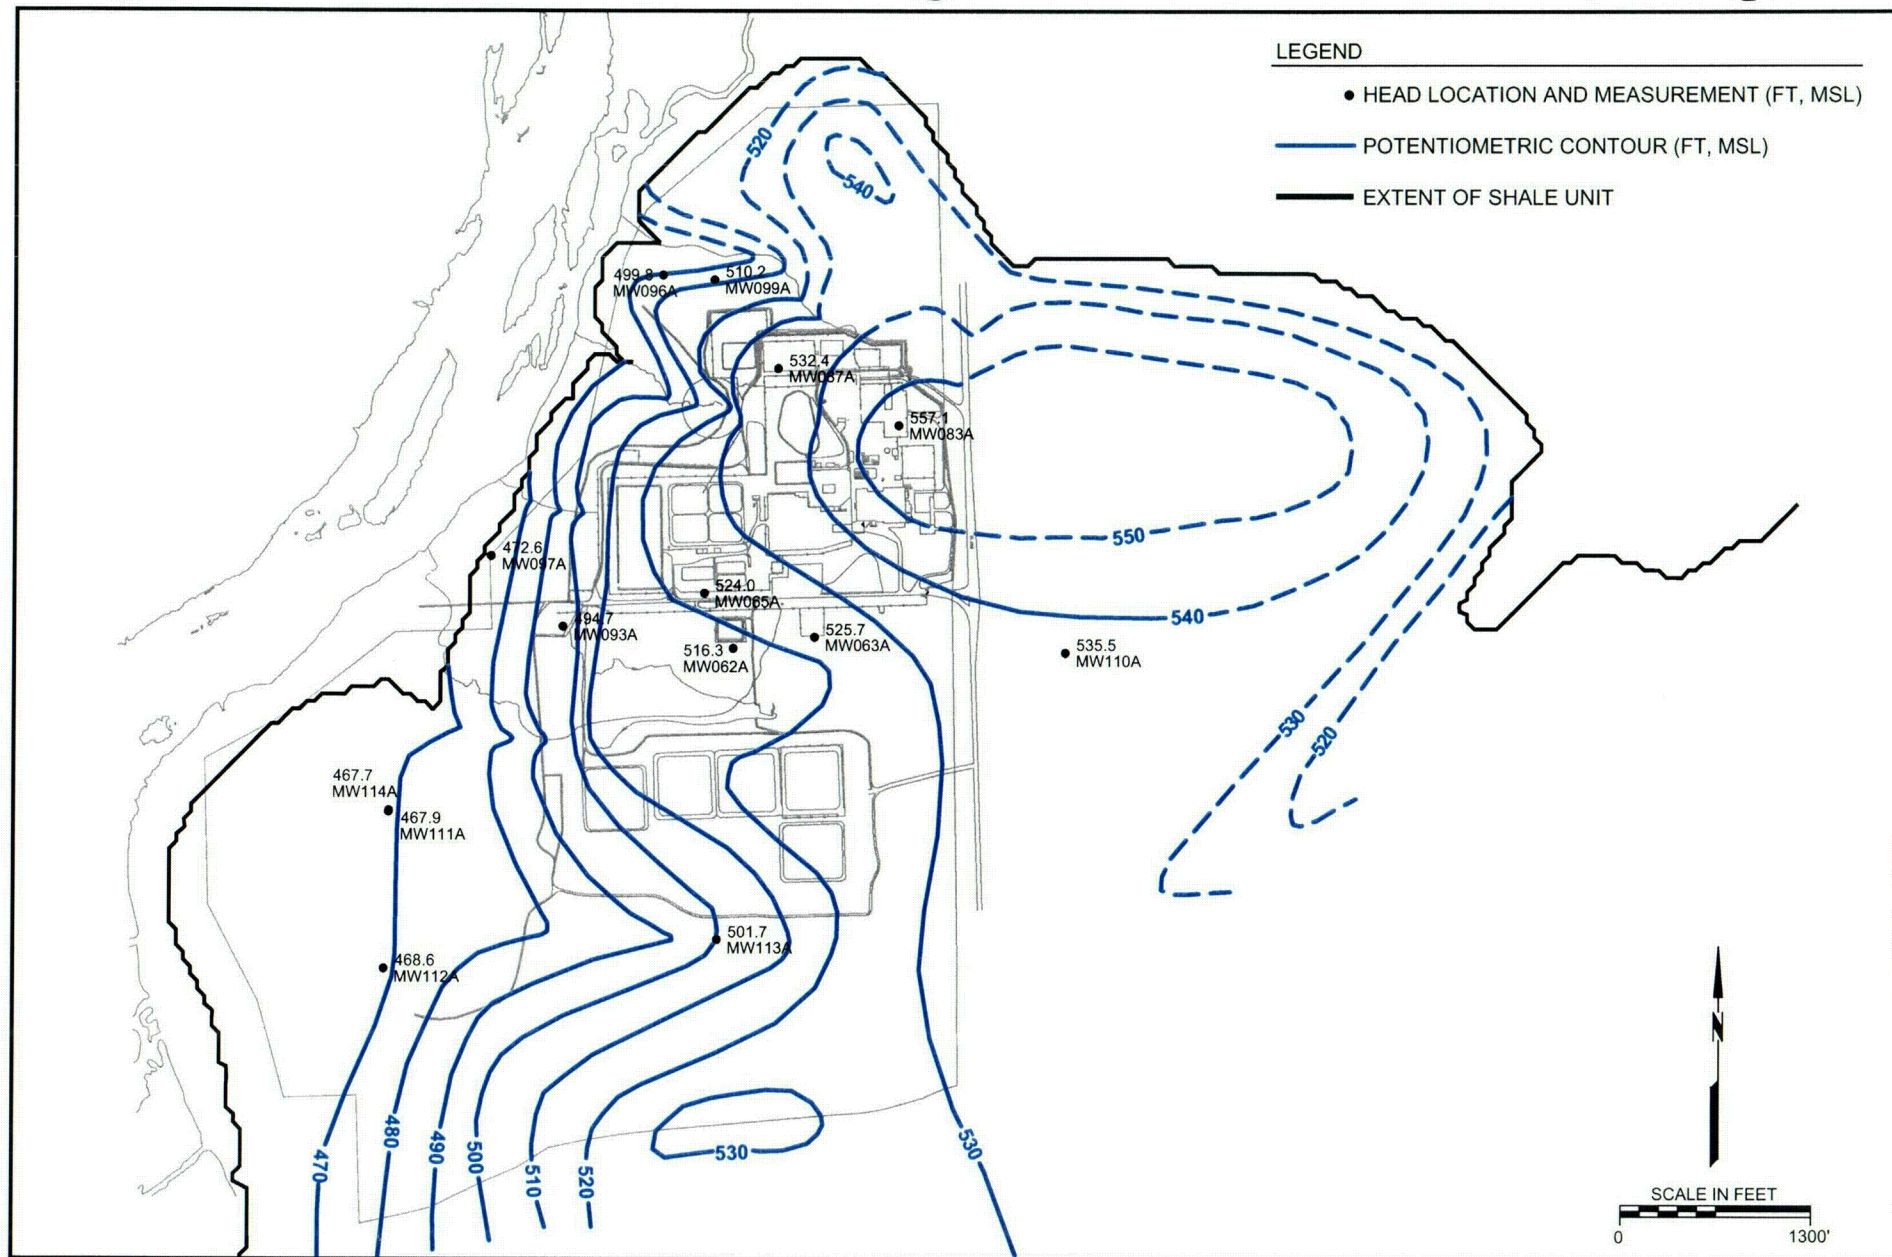 LEGEND
HEAD LOCATION AND MEASUREMENT (FT, MSL)
POTENTIOMETRIC CONTOUR (FT, MSL)
EXTENT OF SHALE UNIT
520
540
499.8
MW096A
510.2
MW099A
532.4
MW087A
557.1
MW083A
550
472.6
MW097A
524.0
MW065A
494.7
MW093A
516.3
MW062A
525.7
MW063A
540
535.5
MW110A
530
520
467.7
MW114A
467.9
MW111A
501.7
MW113A
468.6
MW112A
N
470
480
490
500
510
520
530
530
SCALE IN FEET
0
1300'